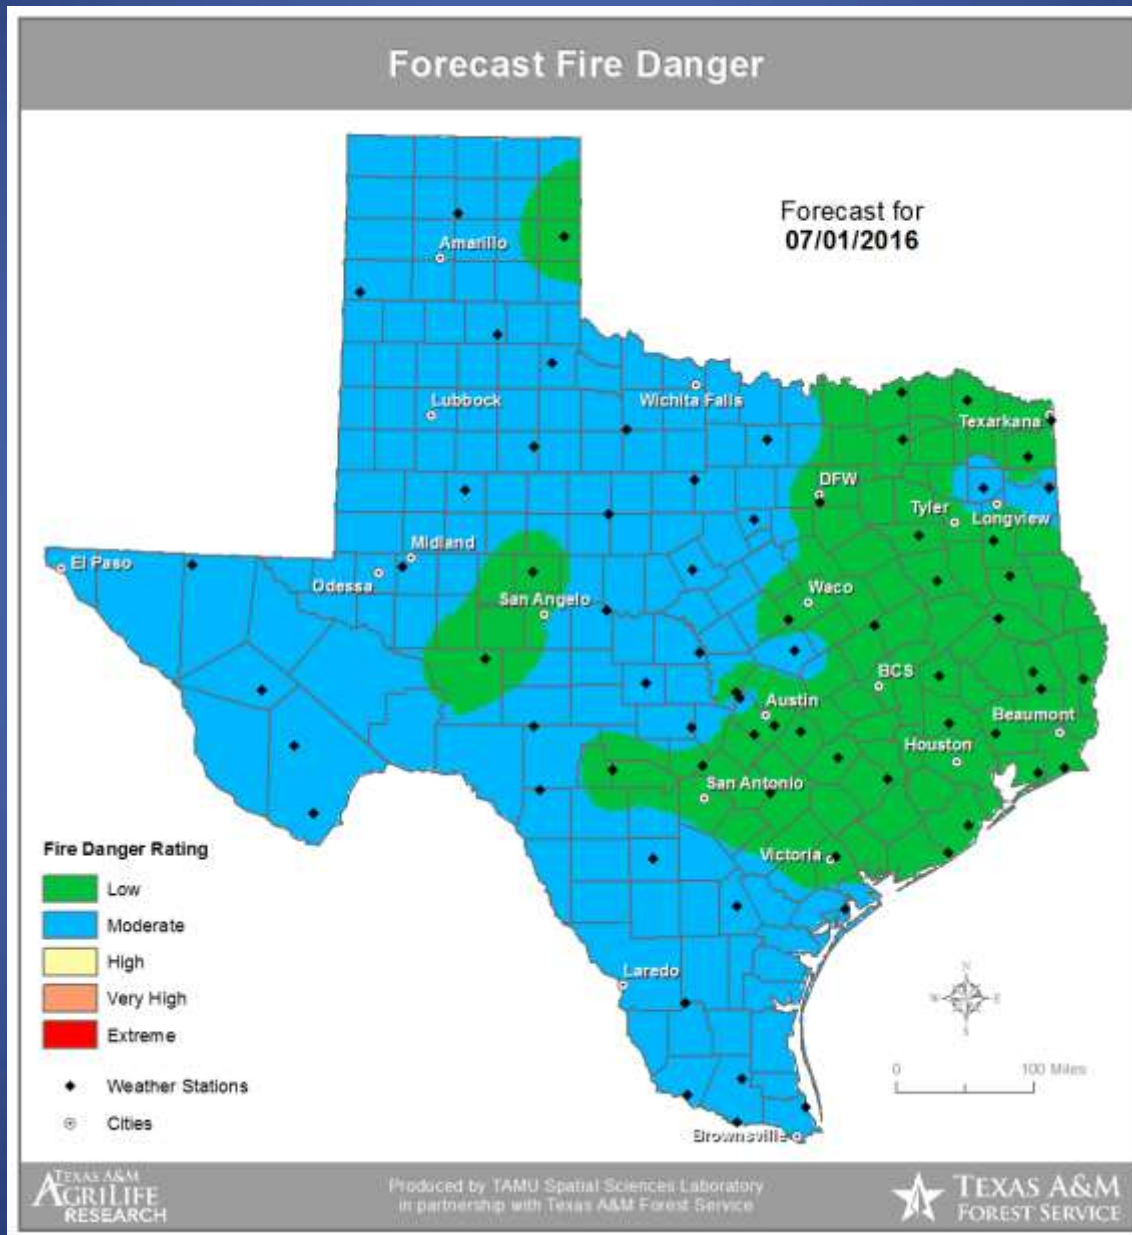 Forecast Fire Danger
Forecast for
07/01/2016
Amarillo
Lubbock
Wichita Falls
Texarkana
DFW
Tyler
Longview
El Paso
Midland
Odessa
San Angelo
Waco
BCS
Austin
Beaumont
Houston
San Antonio
Victoria
Laredo
Brownsville
Fire Danger Rating
Low
Moderate
High
Very High
Extreme
Weather Stations
Cities
N
W
E
S
0
100 Miles
TEXAS A&M
AGRILIFE
RESEARCH
Produced by TAMU Spatial Sciences Laboratory
in partnership with Texas A&M Forest Service
TEXAS A&M
FOREST SERVICE